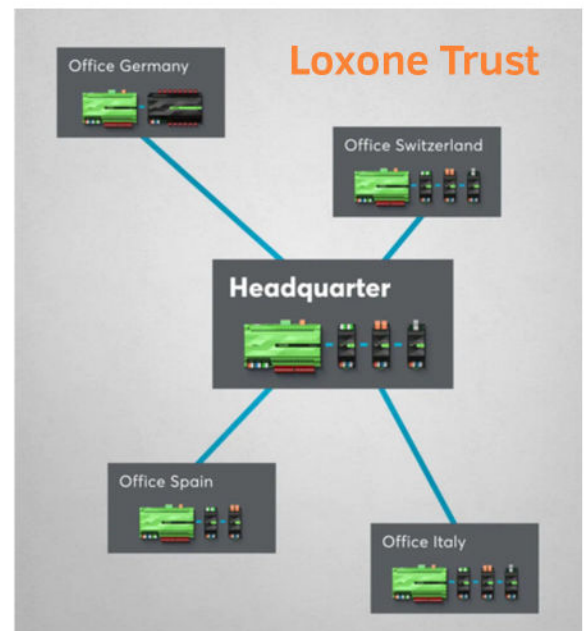 Loxone Trust
Office Germany
Office Switzerland
Headquarter
Office Spain
Office Italy